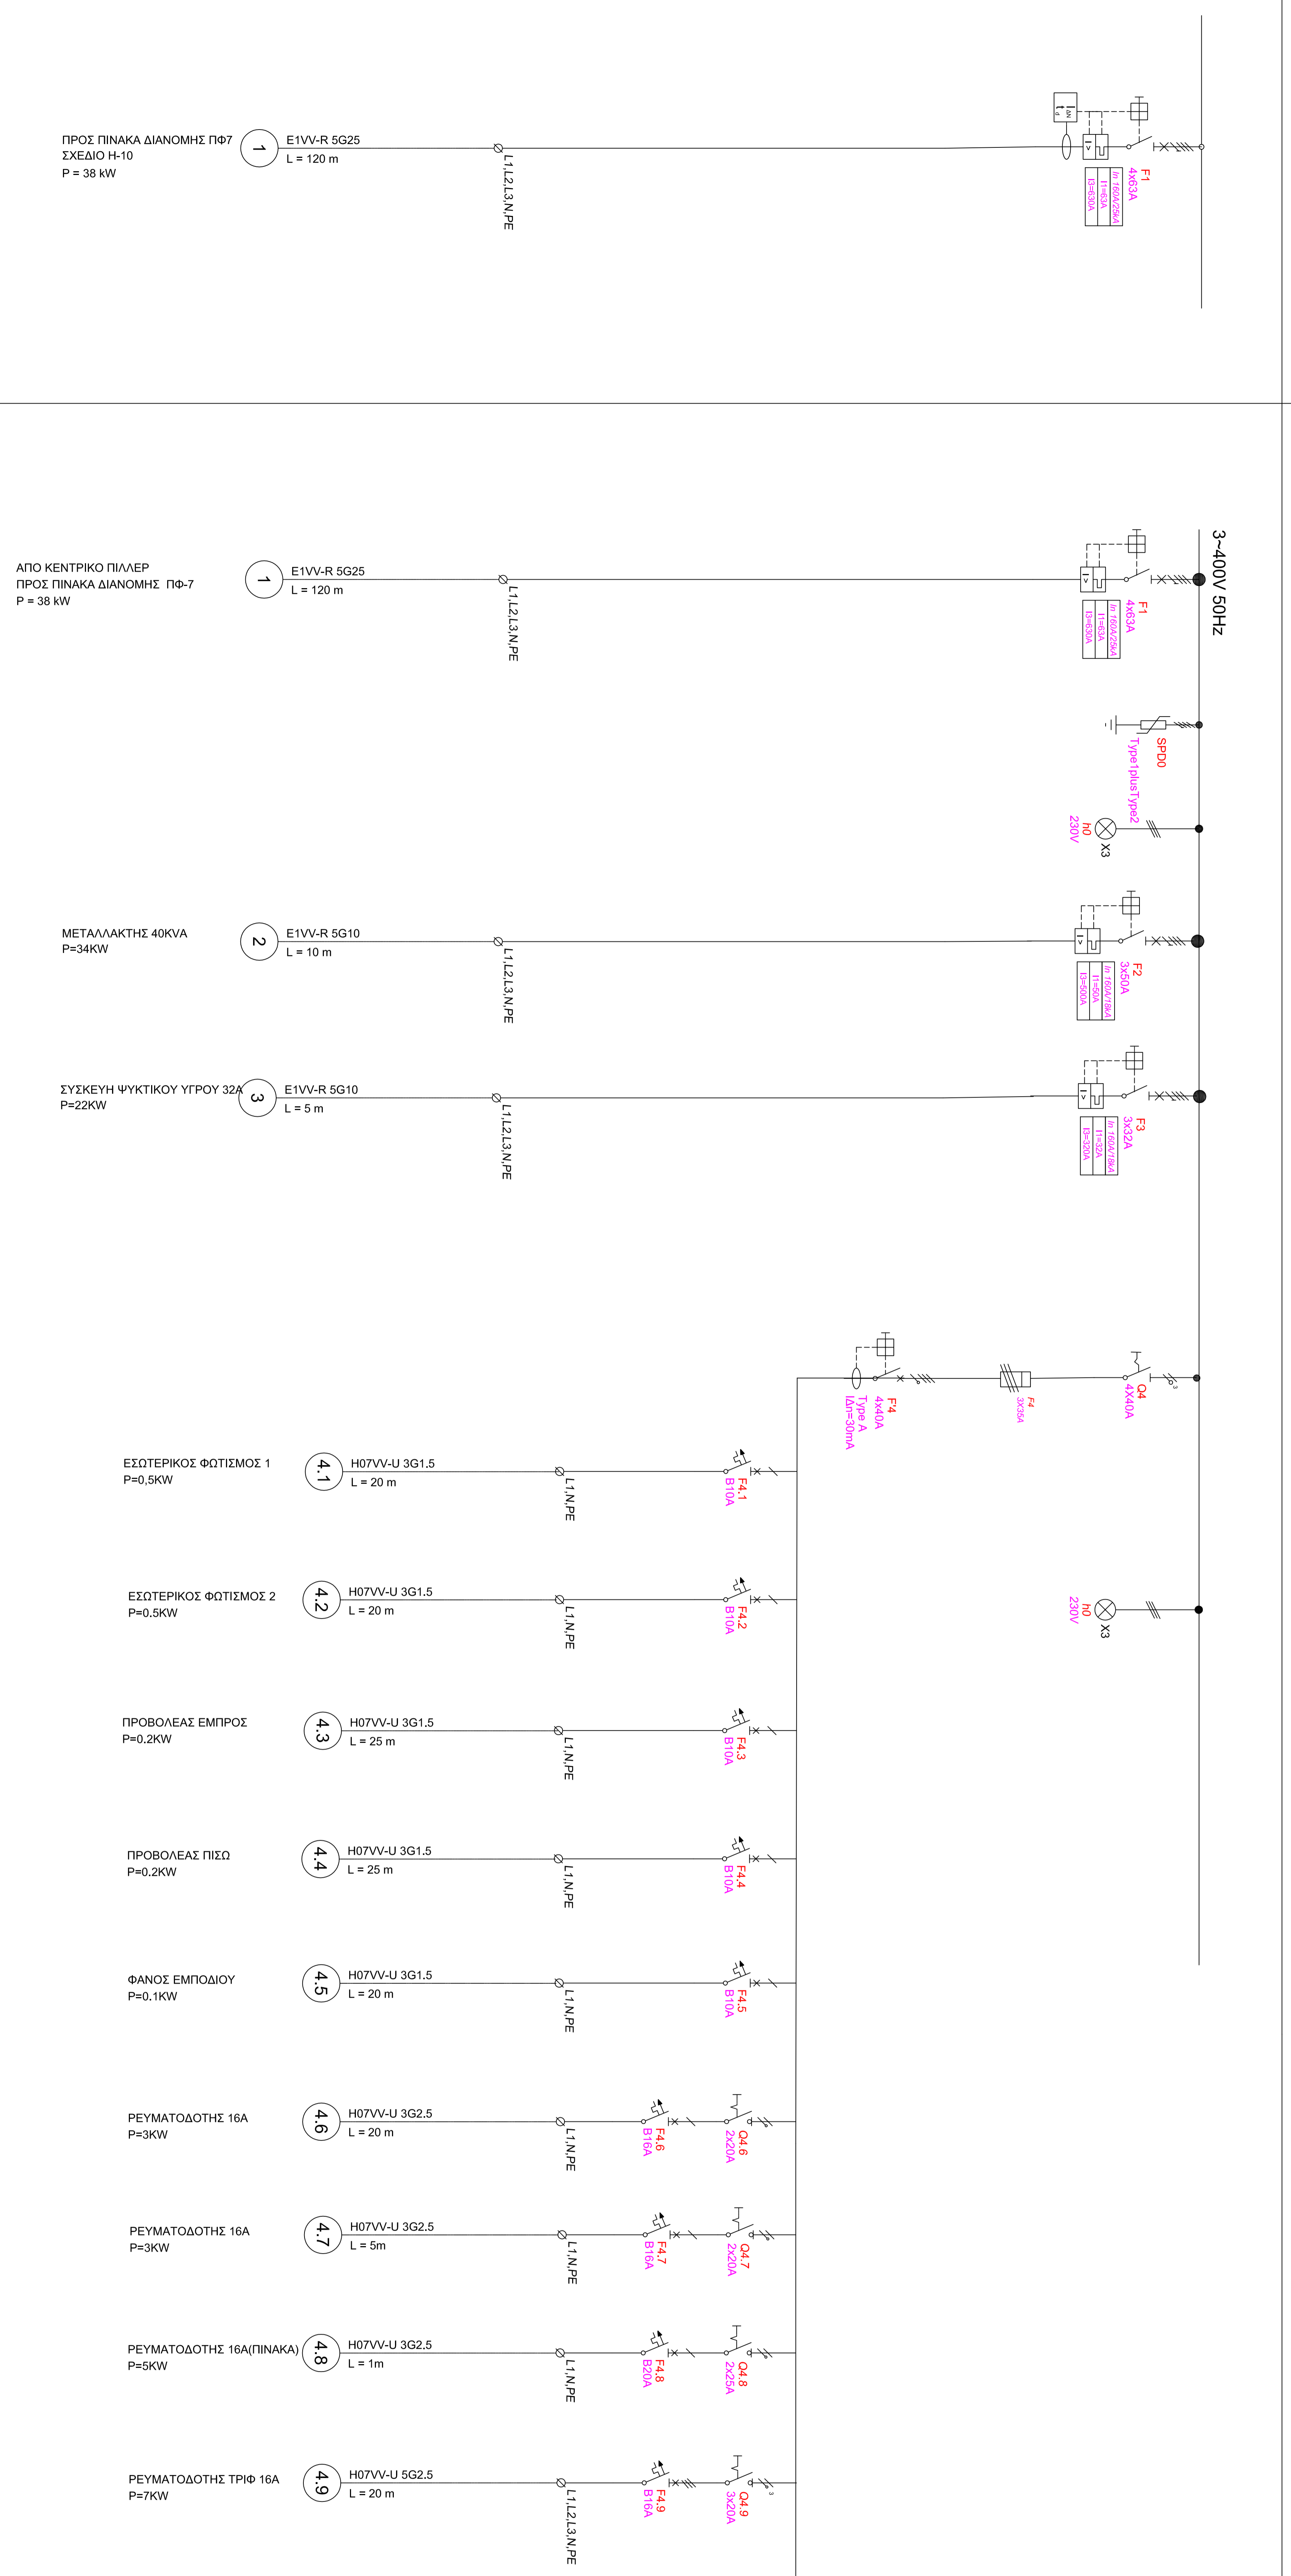 ΠΡΟΣ ΠΙΝΑΚΑ ΔΙΑΝΟΜΗΣ ΠΦ7
ΣΧΕΔΙΟ Η-10
P = 38 kW
1
E1VV-R 5G25
L = 120 m
L1,L2,L3,N,PE
IΔN
t d
I >
F1
4x63A
In 160A/25kA
I1=63A
I3=630A
3~400V 50Hz
ΑΠΟ ΚΕΝΤΡΙΚΟ ΠΙΛΛΕΡ
ΠΡΟΣ ΠΙΝΑΚΑ ΔΙΑΝΟΜΗΣ ΠΦ-7
P = 38 kW
1
E1VV-R 5G25
L = 120 m
L1,L2,L3,N,PE
I >
F1
4x63A
In 160A/25kA
I1=63A
I3=630A
SPD0
Type1plusType2
h0
230V
X3
ΜΕΤΑΛΛΑΚΤΗΣ 40KVA
P=34KW
2
E1VV-R 5G10
L = 10 m
L1,L2,L3,N,PE
I >
F2
3x50A
In 160A/18kA
I1=50A
I3=500A
ΣΥΣΚΕΥΗ ΨΥΚΤΙΚΟΥ ΥΓΡΟΥ 32Α
P=22KW
3
E1VV-R 5G10
L = 5 m
L1,L2,L3,N,PE
I >
F3
3x32A
In 160A/18kA
I1=32A
I3=320A
Q4
4X40A
3
F4
3X35A
F'4
4x40A
Type A
IΔn=30mA
ΕΣΩΤΕΡΙΚΟΣ ΦΩΤΙΣΜΟΣ 1
P=0,5KW
4.1
H07VV-U 3G1.5
L = 20 m
L1,N,PE
F4.1
B10A
ΕΣΩΤΕΡΙΚΟΣ ΦΩΤΙΣΜΟΣ 2
P=0.5KW
4.2
H07VV-U 3G1.5
L = 20 m
L1,N,PE
F4.2
B10A
h0
230V
X3
ΠΡΟΒΟΛΕΑΣ ΕΜΠΡΟΣ
P=0.2KW
4.3
H07VV-U 3G1.5
L = 25 m
L1,N,PE
F4.3
B10A
ΠΡΟΒΟΛΕΑΣ ΠΙΣΩ
P=0.2KW
4.4
H07VV-U 3G1.5
L = 25 m
L1,N,PE
F4.4
B10A
ΦΑΝΟΣ ΕΜΠΟΔΙΟΥ
P=0.1KW
4.5
H07VV-U 3G1.5
L = 20 m
L1,N,PE
F4.5
B10A
ΡΕΥΜΑΤΟΔΟΤΗΣ 16Α
P=3KW
4.6
H07VV-U 3G2.5
L = 20 m
L1,N,PE
F4.6
B16A
Q4.6
2x20A
ΡΕΥΜΑΤΟΔΟΤΗΣ 16Α
P=3KW
4.7
H07VV-U 3G2.5
L = 5m
L1,N,PE
F4.7
B16A
Q4.7
2x20A
ΡΕΥΜΑΤΟΔΟΤΗΣ 16Α(ΠΙΝΑΚΑ)
P=5KW
4.8
H07VV-U 3G2.5
L = 1m
L1,N,PE
F4.8
B20A
Q4.8
2x25A
ΡΕΥΜΑΤΟΔΟΤΗΣ ΤΡΙΦ 16Α
P=7KW
4.9
H07VV-U 5G2.5
L = 20 m
L1,L2,L3,N,PE
F4.9
B16A
Q4.9
3x20A
3